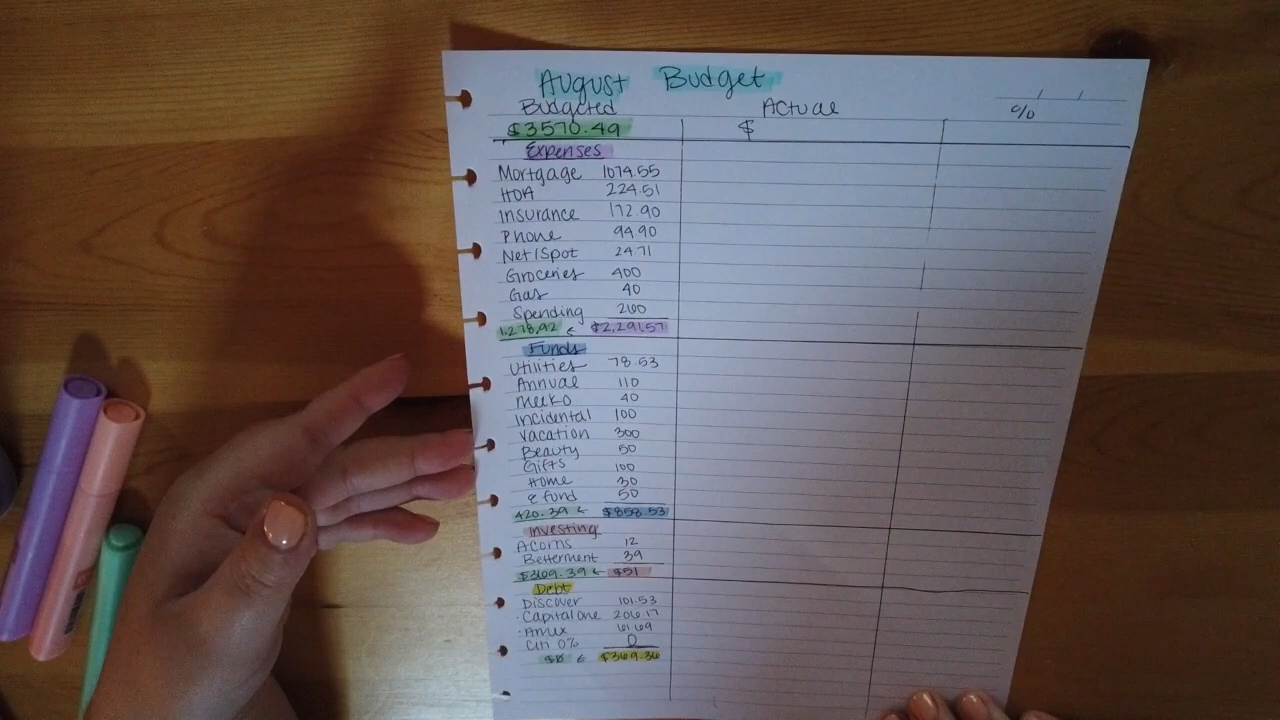 August Budget
Budgeted Actual %
$3570.49 $
Expenses
Mortgage 1074.55
HOA 224.51
Insurance 172.90
Phone 94.90
Net/Spot 24.71
Groceries 400
Gas 40
Spending 260
1,278.92 ← $2,291.57
Funds
Utilities 78.53
Annual 110
Meeko 40
Incidental 100
Vacation 300
Beauty 50
Gifts 100
Home 30
e fund 50
420.39 ← $858.53
Investing
Acorns 12
Betterment 39
$369.39 ← $51
Debt
Discover 101.53
Capital One 206.17
Amex 61.69
Citi 0% 0
← $369.36